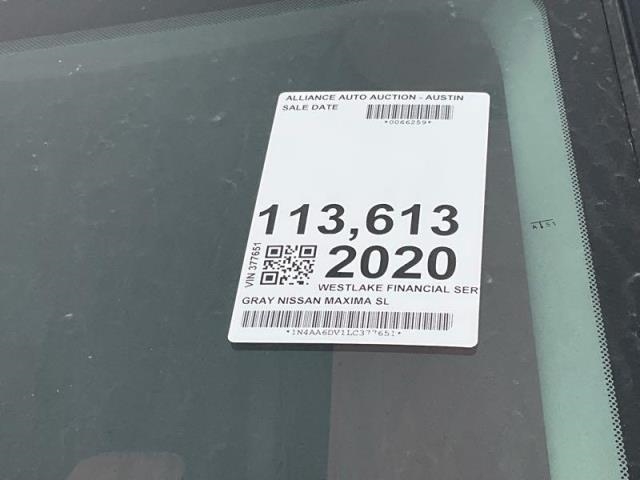 ALLIANCE AUTO AUCTION - AUSTIN
SALE DATE
*0066259*
113,613
VIN 377651
2020
WESTLAKE FINANCIAL SER
GRAY NISSAN MAXIMA SL
*1N4AA6DV1LC377651*